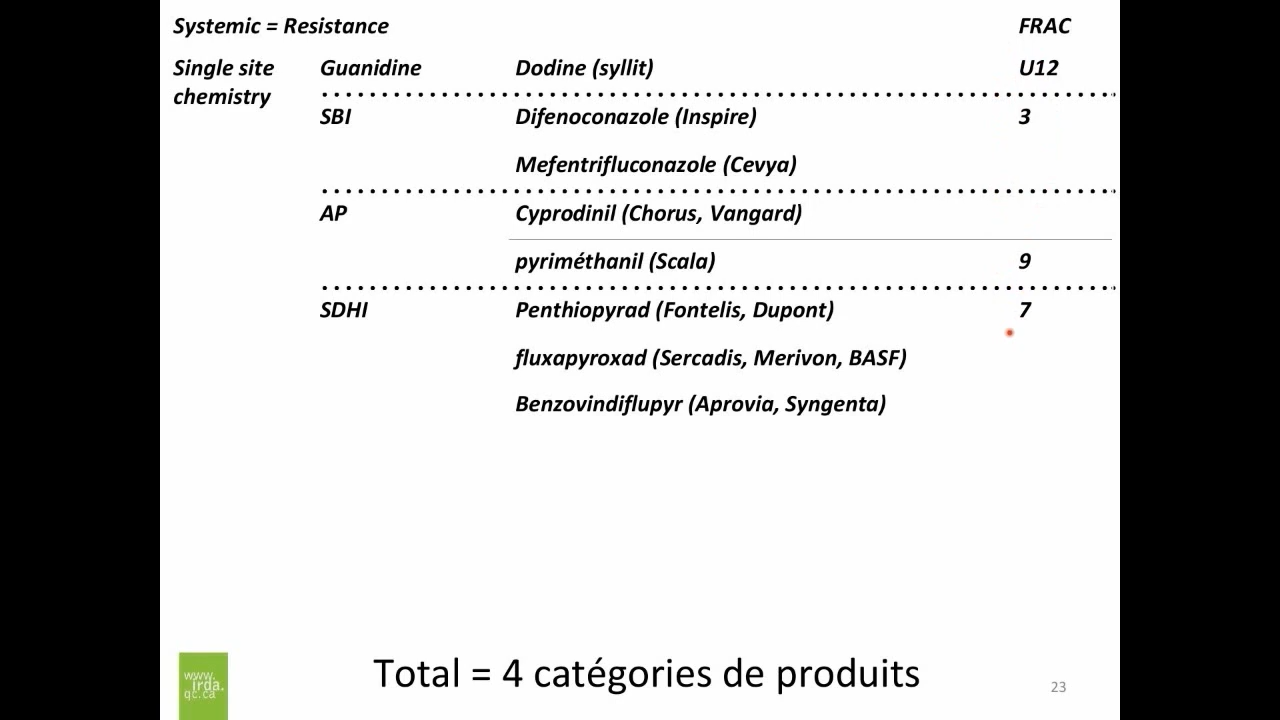 Systemic = Resistance FRAC
Single site chemistry Guanidine Dodine (syllit) U12
SBI Difenoconazole (Inspire) 3
Mefentrifluconazole (Cevya)
AP Cyprodinil (Chorus, Vangard)
pyriméthanil (Scala) 9
SDHI Penthiopyrad (Fontelis, Dupont) 7
fluxapyroxad (Sercadis, Merivon, BASF)
Benzovindiflupyr (Aprovia, Syngenta)
Total = 4 catégories de produits
www.
irda.
qc.ca
23